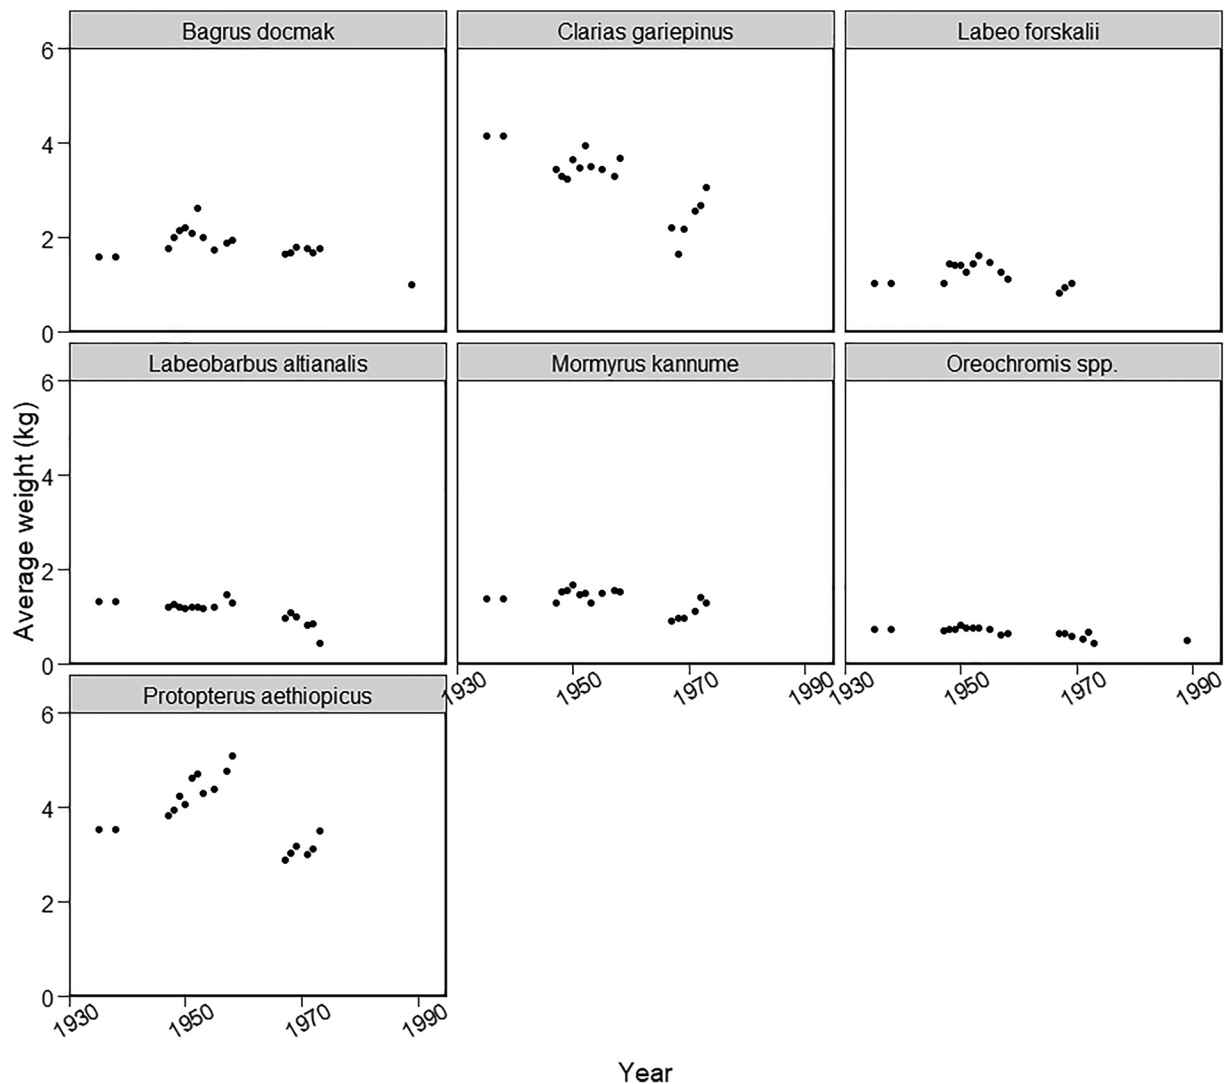 Bagrus docmak
Clarias gariepinus
Labeo forskalii
6
4
2
0
Labeobarbus altianalis
Mormyrus kannume
Oreochromis spp.
6
4
2
0
Average weight (kg)
1930
1950
1970
1990
1930
1950
1970
1990
Protopterus aethiopicus
6
4
2
0
1930
1950
1970
1990
Year